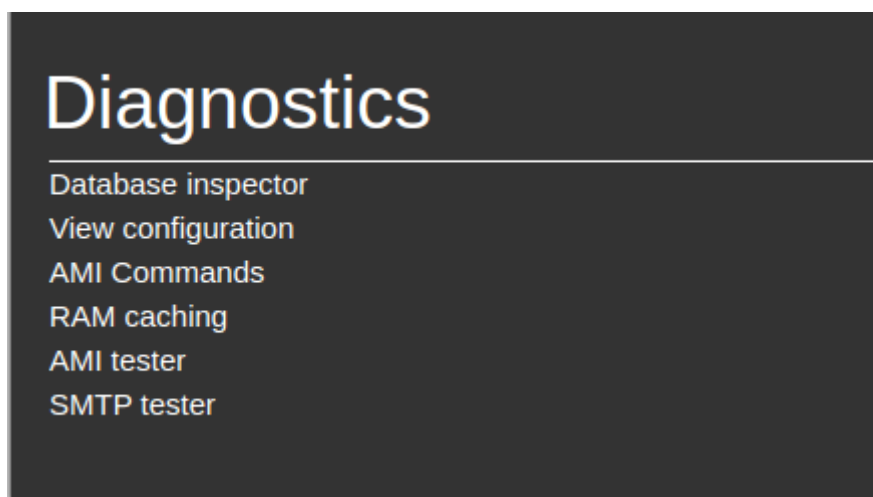 Diagnostics
Database inspector
View configuration
AMI Commands
RAM caching
AMI tester
SMTP tester